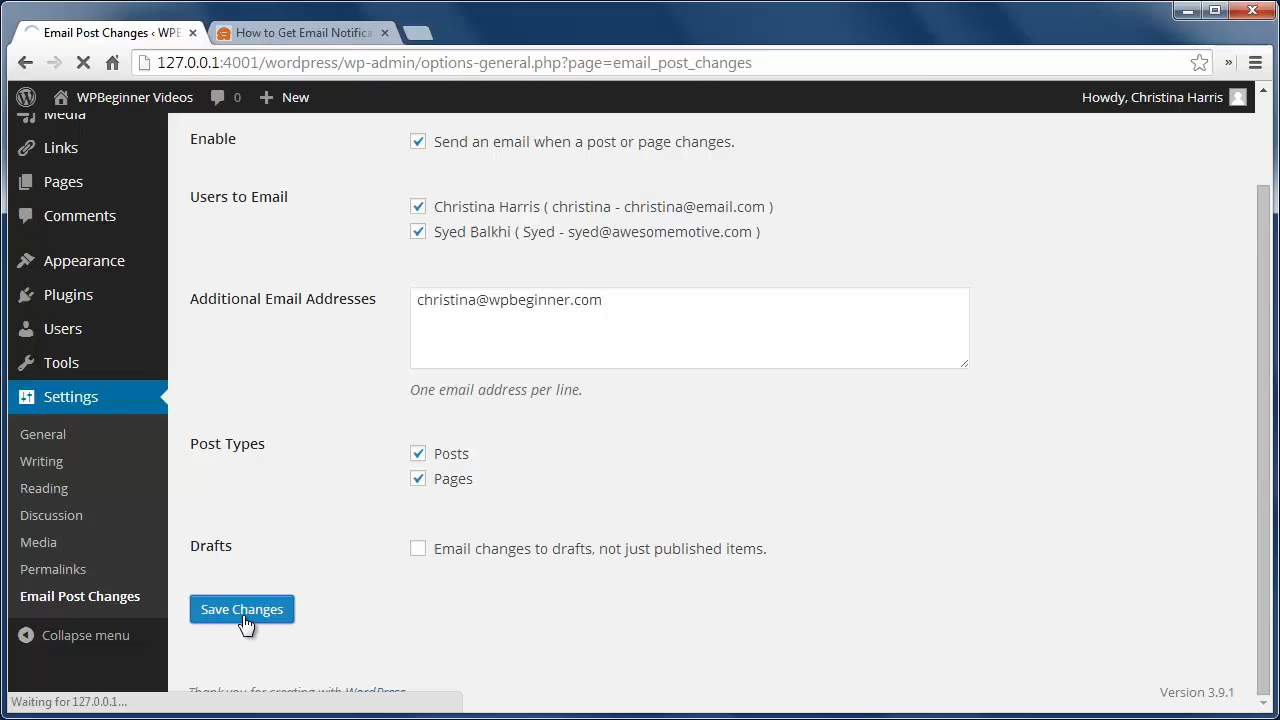 Email Post Changes ‹ WPE
How to Get Email Notifica
127.0.0.1:4001/wordpress/wp-admin/options-general.php?page=email_post_changes
WPBeginner Videos 0 New Howdy, Christina Harris
Media
Links
Pages
Comments
Appearance
Plugins
Users
Tools
Settings
General
Writing
Reading
Discussion
Media
Permalinks
Email Post Changes
Collapse menu
Enable
Send an email when a post or page changes.
Users to Email
Christina Harris ( christina - christina@email.com )
Syed Balkhi ( Syed - syed@awesomemotive.com )
Additional Email Addresses
christina@wpbeginner.com
One email address per line.
Post Types
Posts
Pages
Drafts
Email changes to drafts, not just published items.
Save Changes
Thank you for creating with WordPress.
Version 3.9.1
Waiting for 127.0.0.1...